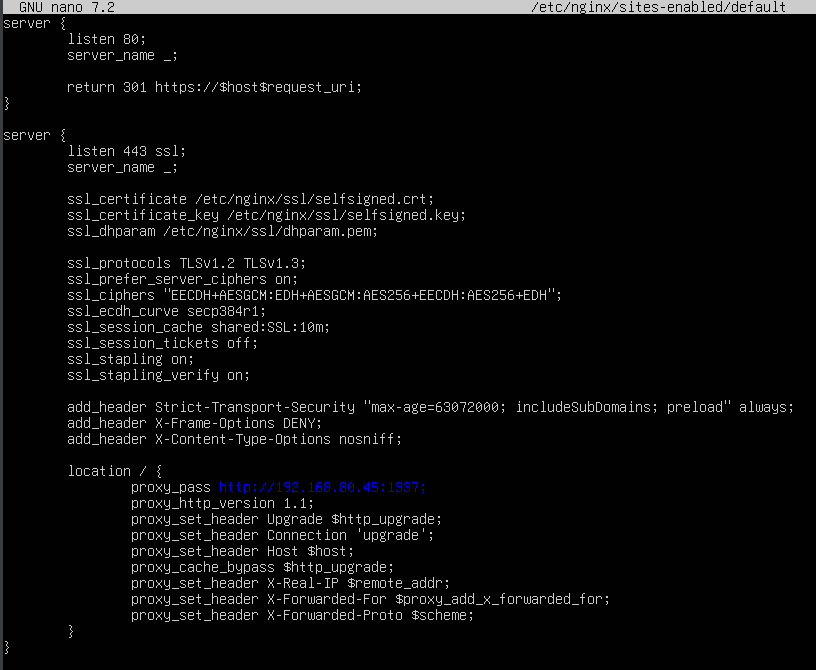 GNU nano 7.2 /etc/nginx/sites-enabled/default
server {
        listen 80;
        server_name _;

        return 301 https://$host$request_uri;
}

server {
        listen 443 ssl;
        server_name _;

        ssl_certificate /etc/nginx/ssl/selfsigned.crt;
        ssl_certificate_key /etc/nginx/ssl/selfsigned.key;
        ssl_dhparam /etc/nginx/ssl/dhparam.pem;

        ssl_protocols TLSv1.2 TLSv1.3;
        ssl_prefer_server_ciphers on;
        ssl_ciphers "EECDH+AESGCM:EDH+AESGCM:AES256+EECDH:AES256+EDH";
        ssl_ecdh_curve secp384r1;
        ssl_session_cache shared:SSL:10m;
        ssl_session_tickets off;
        ssl_stapling on;
        ssl_stapling_verify on;

        add_header Strict-Transport-Security "max-age=63072000; includeSubDomains; preload" always;
        add_header X-Frame-Options DENY;
        add_header X-Content-Type-Options nosniff;

        location / {
                proxy_pass http://192.168.80.45:1337;
                proxy_http_version 1.1;
                proxy_set_header Upgrade $http_upgrade;
                proxy_set_header Connection 'upgrade';
                proxy_set_header Host $host;
                proxy_cache_bypass $http_upgrade;
                proxy_set_header X-Real-IP $remote_addr;
                proxy_set_header X-Forwarded-For $proxy_add_x_forwarded_for;
                proxy_set_header X-Forwarded-Proto $scheme;
        }
}